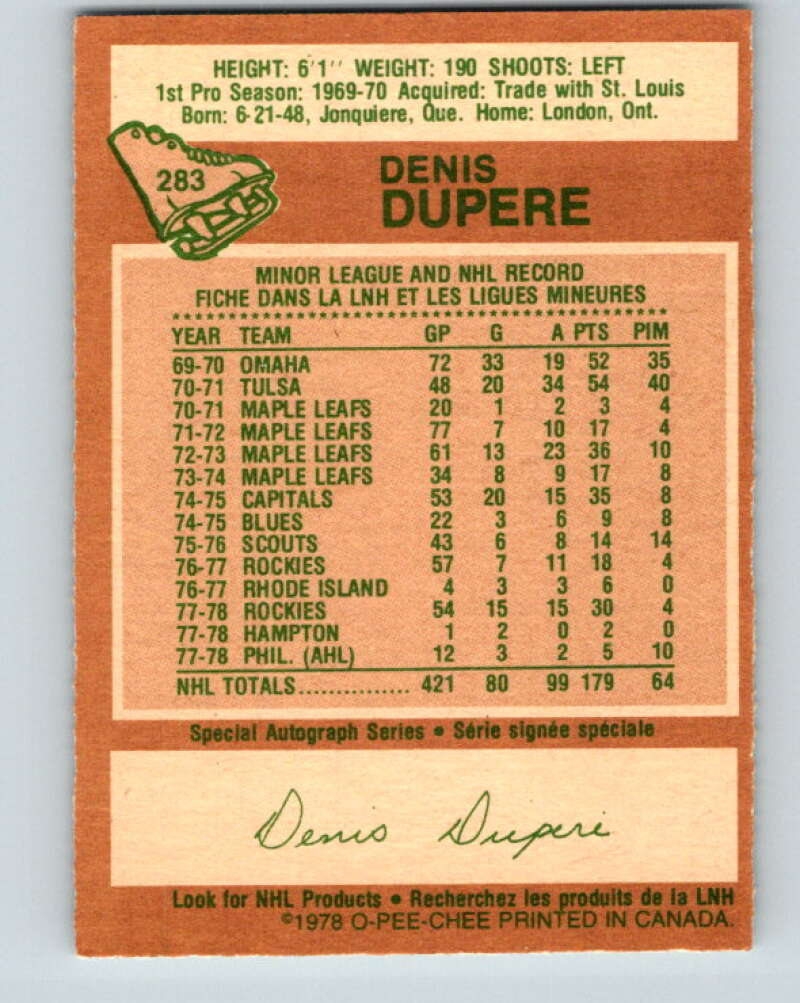 HEIGHT: 6'1'' WEIGHT: 190 SHOOTS: LEFT
1st Pro Season: 1969-70 Acquired: Trade with St. Louis
Born: 6-21-48, Jonquiere, Que. Home: London, Ont.
283
DENIS
DUPERE
MINOR LEAGUE AND NHL RECORD
FICHE DANS LA LNH ET LES LIGUES MINEURES
YEAR TEAM GP G A PTS PIM
69-70 OMAHA 72 33 19 52 35
70-71 TULSA 48 20 34 54 40
70-71 MAPLE LEAFS 20 1 2 3 4
71-72 MAPLE LEAFS 77 7 10 17 4
72-73 MAPLE LEAFS 61 13 23 36 10
73-74 MAPLE LEAFS 34 8 9 17 8
74-75 CAPITALS 53 20 15 35 8
74-75 BLUES 22 3 6 9 8
75-76 SCOUTS 43 6 8 14 14
76-77 ROCKIES 57 7 11 18 4
76-77 RHODE ISLAND 4 3 3 6 0
77-78 ROCKIES 54 15 15 30 4
77-78 HAMPTON 1 2 0 2 0
77-78 PHIL. (AHL) 12 3 2 5 10
NHL TOTALS............... 421 80 99 179 64
Special Autograph Series • Série signée spéciale
Denis Dupere
Look for NHL Products • Recherchez les produits de la LNH
©1978 O-PEE-CHEE PRINTED IN CANADA.